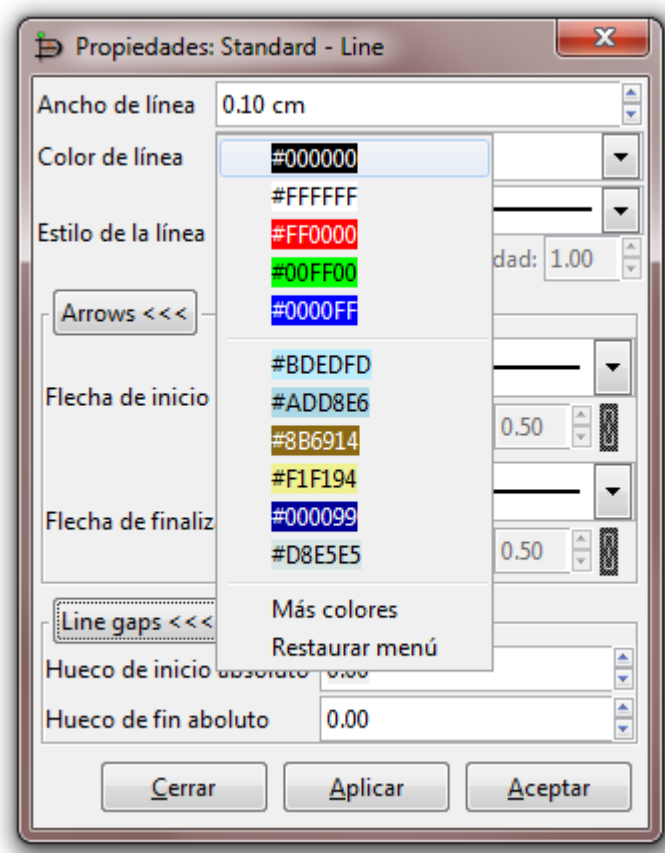 Propiedades: Standard - Line
Ancho de línea 0.10 cm
Color de línea
#000000
#FFFFFF
#FF0000
#00FF00
#0000FF
#BDEDFD
#ADD8E6
#8B6914
#F1F194
#000099
#D8E5E5
Más colores
Restaurar menú
Estilo de la línea
dad: 1.00
Arrows <<<
Flecha de inicio
0.50
Flecha de finaliz
0.50
Line gaps <<<
Hueco de inicio absoluto 0.00
Hueco de fin aboluto 0.00
Cerrar Aplicar Aceptar